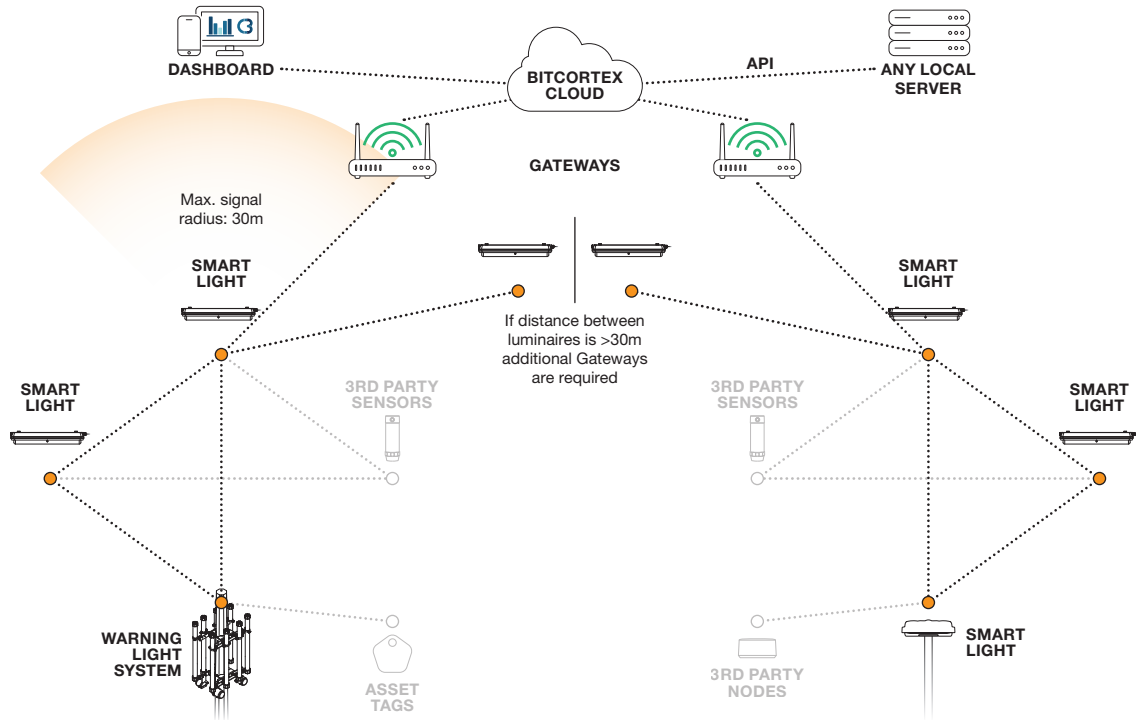 DASHBOARD
BITCORTEX
CLOUD
API
ANY LOCAL
SERVER
GATEWAYS
Max. signal
radius: 30m
SMART
LIGHT
SMART
LIGHT
If distance between
luminaires is >30m
additional Gateways
are required
SMART
LIGHT
3RD PARTY
SENSORS
3RD PARTY
SENSORS
SMART
LIGHT
WARNING
LIGHT
SYSTEM
ASSET
TAGS
3RD PARTY
NODES
SMART
LIGHT